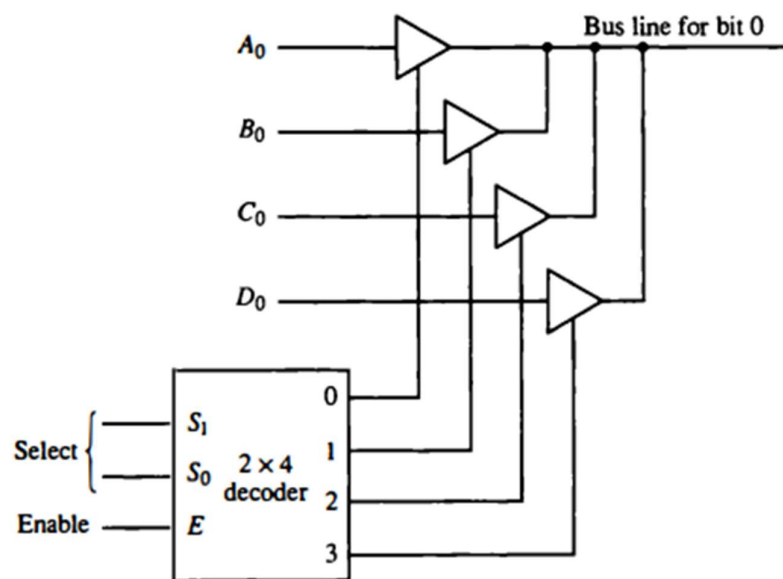 Bus line for bit 0
A₀
B₀
C₀
D₀
0
S₁
1
Select
2 × 4
S₀
decoder
2
Enable
E
3